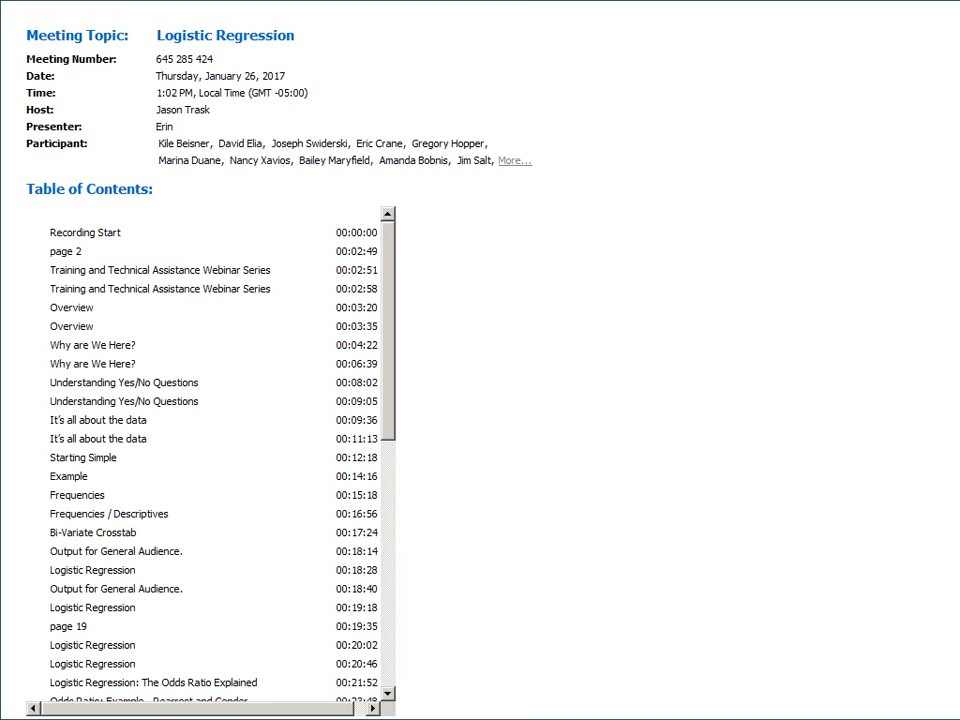 Meeting Topic: Logistic Regression
Meeting Number: 645 285 424
Date: Thursday, January 26, 2017
Time: 1:02 PM, Local Time (GMT -05:00)
Host: Jason Trask
Presenter: Erin
Participant: Kile Beisner, David Elia, Joseph Swiderski, Eric Crane, Gregory Hopper,
Marina Duane, Nancy Xavios, Bailey Maryfield, Amanda Bobnis, Jim Salt, More...
Table of Contents:
Recording Start 00:00:00
page 2 00:02:49
Training and Technical Assistance Webinar Series 00:02:51
Training and Technical Assistance Webinar Series 00:02:58
Overview 00:03:20
Overview 00:03:35
Why are We Here? 00:04:22
Why are We Here? 00:06:39
Understanding Yes/No Questions 00:08:02
Understanding Yes/No Questions 00:09:05
It's all about the data 00:09:36
It's all about the data 00:11:13
Starting Simple 00:12:18
Example 00:14:16
Frequencies 00:15:18
Frequencies / Descriptives 00:16:56
Bi-Variate Crosstab 00:17:24
Output for General Audience. 00:18:14
Logistic Regression 00:18:28
Output for General Audience. 00:18:40
Logistic Regression 00:19:18
page 19 00:19:35
Logistic Regression 00:20:02
Logistic Regression 00:20:46
Logistic Regression: The Odds Ratio Explained 00:21:52
Odds Ratio: Example - Rearrest and Gender 00:23:48